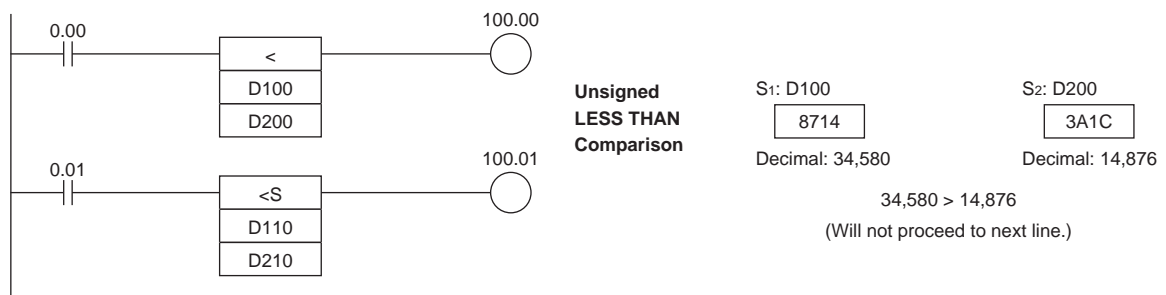 0.00
100.00
<
D100
D200
0.01
100.01
<S
D110
D210
Unsigned
LESS THAN
Comparison
S1: D100
S2: D200
8714
3A1C
Decimal: 34,580
Decimal: 14,876
34,580 > 14,876
(Will not proceed to next line.)